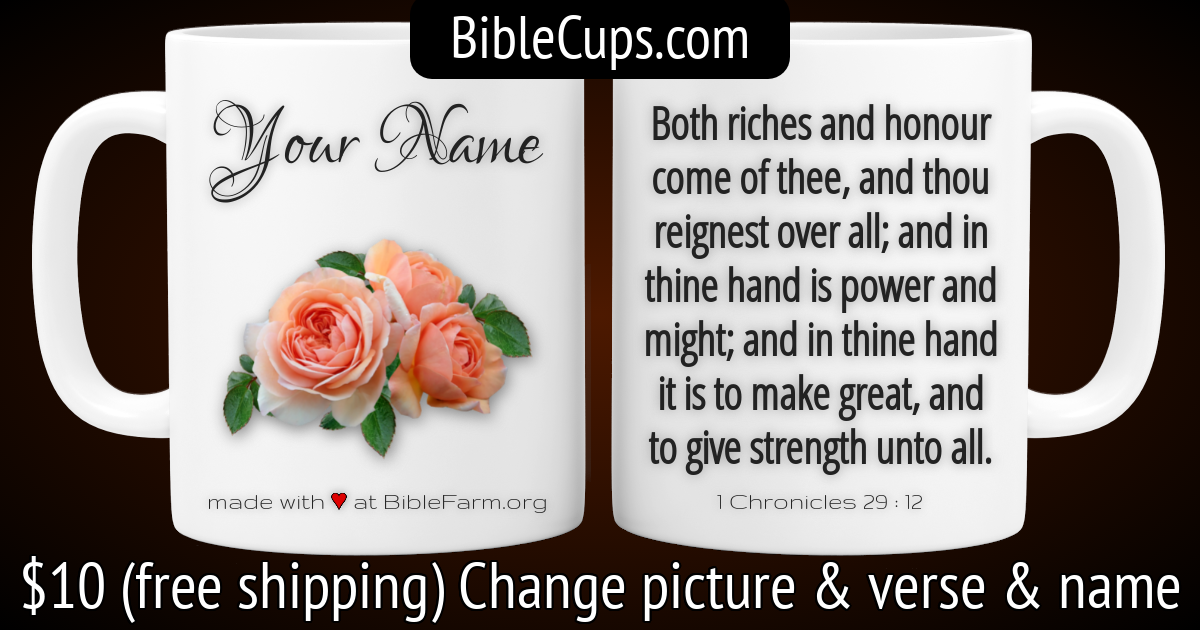 BibleCups.com
Your Name
made with ♥ at BibleFarm.org
Both riches and honour
come of thee, and thou
reignest over all; and in
thine hand is power and
might; and in thine hand
it is to make great, and
to give strength unto all.
1 Chronicles 29 : 12
$10 (free shipping) Change picture & verse & name